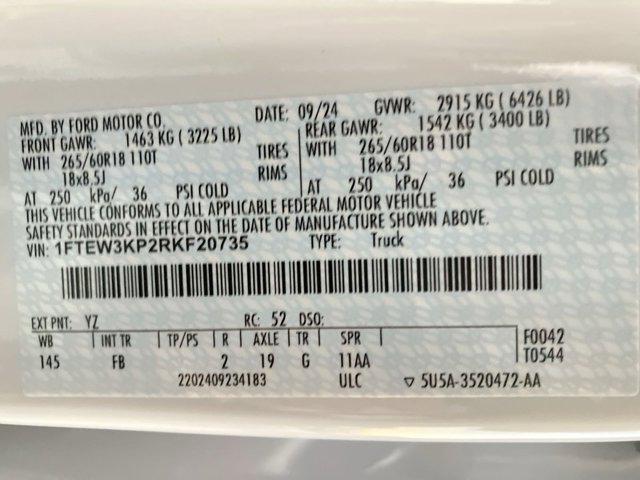 MFD. BY FORD MOTOR CO. DATE: 09/24 GVWR: 2915 KG ( 6426 LB)
FRONT GAWR: 1463 KG ( 3225 LB) REAR GAWR: 1542 KG ( 3400 LB)
WITH 265/60R18 110T TIRES WITH 265/60R18 110T TIRES
18x8.5J RIMS 18x8.5J RIMS
AT 250 kPa/ 36 PSI COLD AT 250 kPa/ 36 PSI COLD
THIS VEHICLE CONFORMS TO ALL APPLICABLE FEDERAL MOTOR VEHICLE
SAFETY STANDARDS IN EFFECT ON THE DATE OF MANUFACTURE SHOWN ABOVE.
VIN: 1FTEW3KP2RKF20735 TYPE: Truck
EXT PNT: YZ RC: 52 DSO:
WB INT TR TP/PS R AXLE TR SPR F0042
145 FB 2 19 G 11AA T0544
2202409234183 ULC ▽ 5U5A-3520472-AA